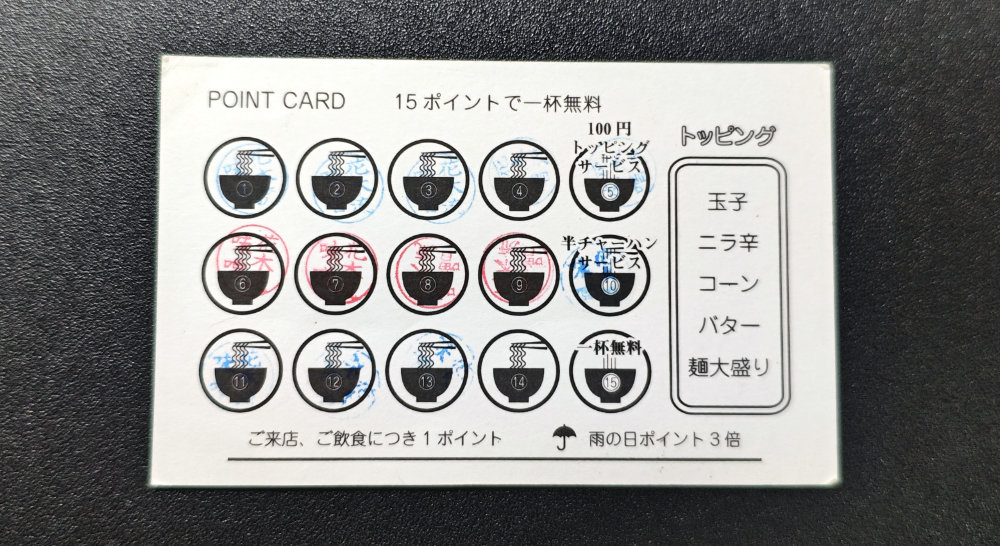 POINT CARD
15ポイントで一杯無料
① ② ③ ④ 100円
トッピング
サービス
⑤
⑥ ⑦ ⑧ ⑨ 半チャーハン
サービス
⑩
⑪ ⑫ ⑬ ⑭ 一杯無料
⑮
トッピング
玉子
ニラ辛
コーン
バター
麺大盛り
ご来店、ご飲食につき1ポイント
雨の日ポイント3倍